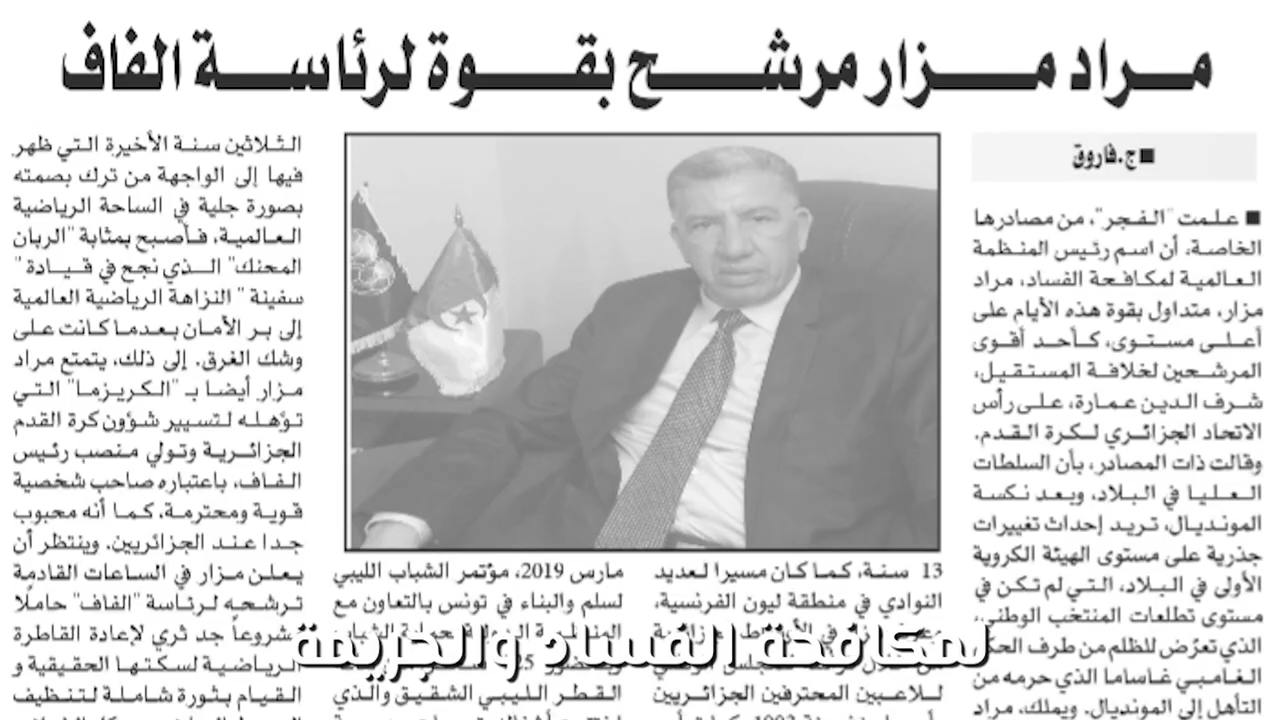 مراد مزار مرشح بقوة لرئاسة الفاف
ج.فاروق
علمت "الفجر"، من مصادرها
الخاصة، أن اسم رئيس المنظمة
العالمية لمكافحة الفساد، مراد
مزار، متداول بقوة هذه الأيام على
أعلى مستوى، كأحد أقوى
المرشحين لخلافة المستقيل،
شرف الدين عمارة، على رأس
الاتحاد الجزائري لكرة القدم.
وقالت ذات المصادر، بأن السلطات
العليا في البلاد، وبعد نكسة
المونديال، تريد إحداث تغييرات
جذرية على مستوى الهيئة الكروية
الأولى في البلاد، التي لم تكن في
مستوى تطلعات المنتخب الوطني،
الذي تعرّض للظلم من طرف الحكم
الغامبي غاساما الذي حرمه من
التأهل إلى المونديال. ويملك، مراد
13 سنة، كما كان مسيرا لعديد
النوادي في منطقة ليون الفرنسية،
للاعبين المحترفين الجزائريين
مارس 2019، مؤتمر الشباب الليبي
لسلم والبناء في تونس بالتعاون مع
القطر الليبي الشقيق والذي
الثلاثين سنة الأخيرة التي ظهر
فيها إلى الواجهة من ترك بصمته
بصورة جلية في الساحة الرياضية
العالمية، فأصبح بمثابة "الربان
المحنك" الذي نجح في قيادة "
سفينة " النزاهة الرياضية العالمية
إلى بر الأمان بعدما كانت على
وشك الغرق. إلى ذلك، يتمتع مراد
مزار أيضا بـ "الكريزما" التي
تؤهله لتسيير شؤون كرة القدم
الجزائرية وتولي منصب رئيس
الفاف، باعتباره صاحب شخصية
قوية ومحترمة، كما أنه محبوب
جدا عند الجزائريين. وينتظر أن
يعلن مزار في الساعات القادمة
ترشحه لرئاسة "الفاف" حاملًا
مشروعاً جد ثري لإعادة القاطرة
الرياضية لسكتها الحقيقية و
القيام بثورة شاملة لتنظيف
لمكافحة الفساد والجريمة